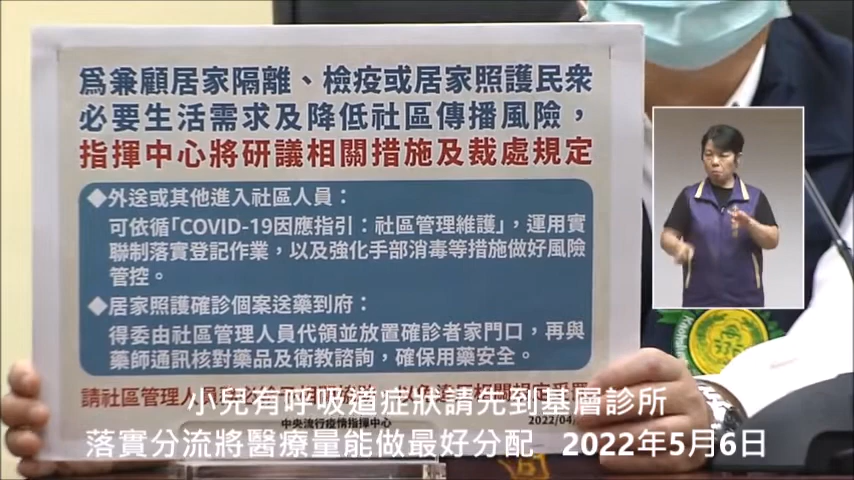 為兼顧居家隔離、檢疫或居家照護民眾
必要生活需求及降低社區傳播風險，
指揮中心將研議相關措施及裁處規定
◆外送或其他進入社區人員：
可依循「COVID-19因應指引：社區管理維護」，運用實
聯制落實登記作業，以及強化手部消毒等措施做好風險
管控。
◆居家照護確診個案送藥到府：
得委由社區管理人員代領並放置確診者家門口，再與
藥師通訊核對藥品及衛教諮詢，確保用藥安全。
請社區管理人員
中央流行疫情指揮中心
2022/04/
小兒有呼吸道症狀請先到基層診所
落實分流將醫療量能做最好分配 2022年5月6日